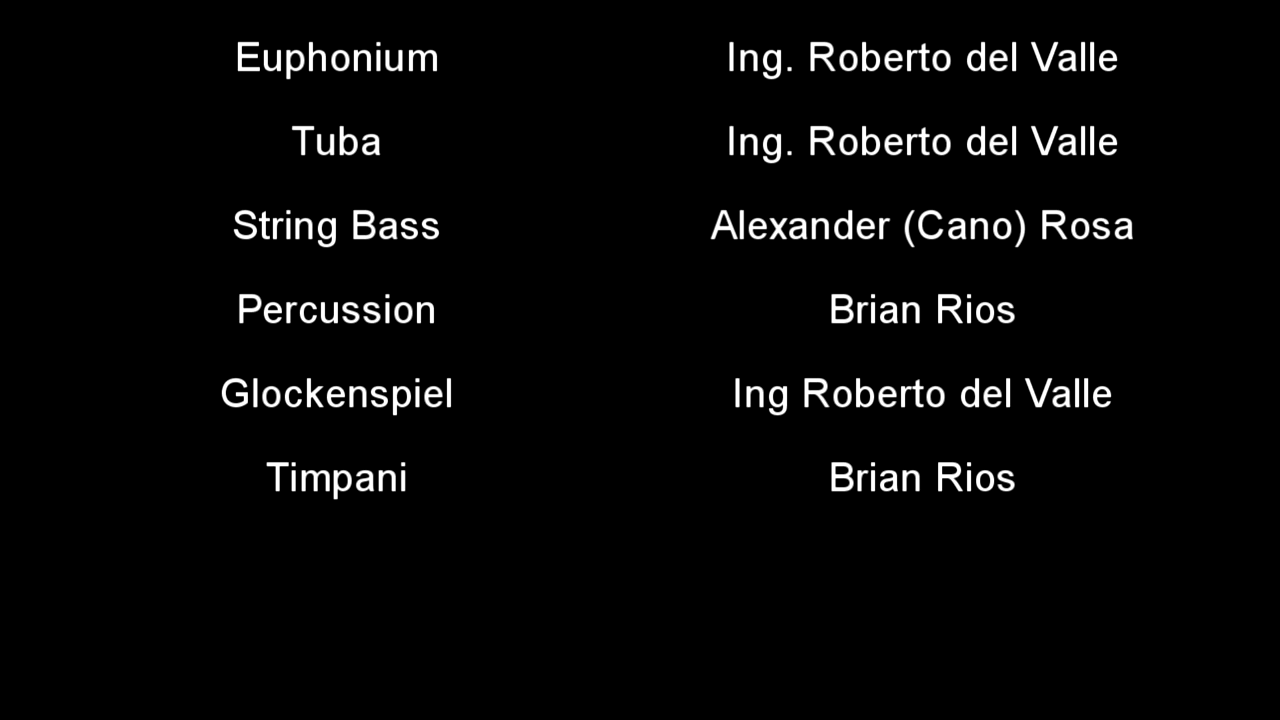 Euphonium Ing. Roberto del Valle
Tuba Ing. Roberto del Valle
String Bass Alexander (Cano) Rosa
Percussion Brian Rios
Glockenspiel Ing Roberto del Valle
Timpani Brian Rios